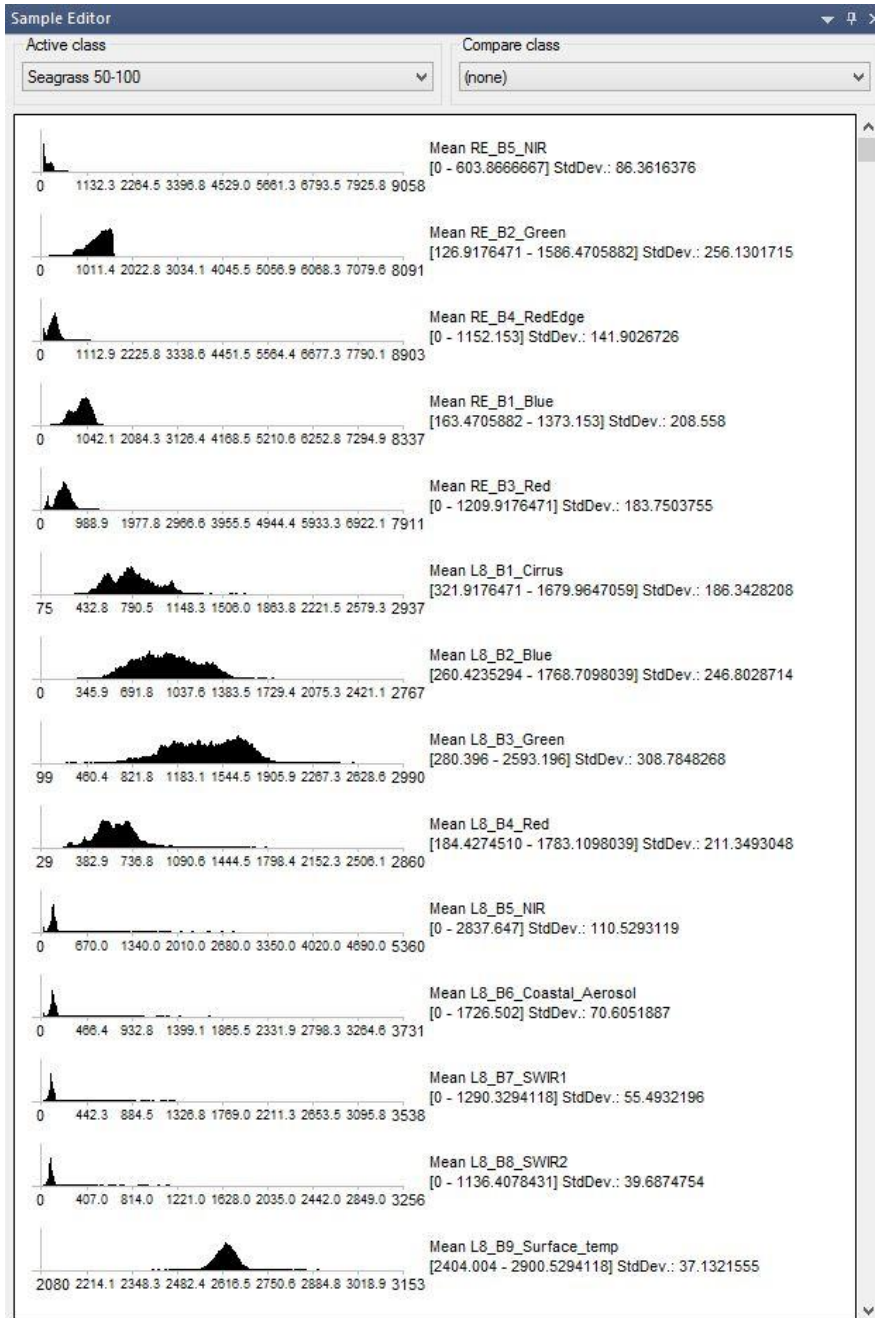 Sample Editor
Active class Compare class
Seagrass 50-100 (none)
Mean RE_B5_NIR
[0 - 603.8666667] StdDev.: 86.3616376
0 1132.3 2264.5 3396.8 4529.0 5661.3 6793.5 7925.8 9058
Mean RE_B2_Green
[126.9176471 - 1586.4705882] StdDev.: 256.1301715
0 1011.4 2022.8 3034.1 4045.5 5056.9 6068.3 7079.6 8091
Mean RE_B4_RedEdge
[0 - 1152.153] StdDev.: 141.9026726
0 1112.9 2225.8 3338.6 4451.5 5564.4 6677.3 7790.1 8903
Mean RE_B1_Blue
[163.4705882 - 1373.153] StdDev.: 208.558
0 1042.1 2084.3 3126.4 4168.5 5210.6 6252.8 7294.9 8337
Mean RE_B3_Red
[0 - 1209.9176471] StdDev.: 183.7503755
0 988.9 1977.8 2966.6 3955.5 4944.4 5933.3 6922.1 7911
Mean L8_B1_Cirrus
[321.9176471 - 1679.9647059] StdDev.: 186.3428208
75 432.8 790.5 1148.3 1506.0 1863.8 2221.5 2579.3 2937
Mean L8_B2_Blue
[260.4235294 - 1768.7098039] StdDev.: 246.8028714
0 345.9 691.8 1037.6 1383.5 1729.4 2075.3 2421.1 2767
Mean L8_B3_Green
[280.396 - 2593.196] StdDev.: 308.7848268
99 460.4 821.8 1183.1 1544.5 1905.9 2267.3 2628.6 2990
Mean L8_B4_Red
[184.4274510 - 1783.1098039] StdDev.: 211.3493048
29 382.9 736.8 1090.6 1444.5 1798.4 2152.3 2506.1 2860
Mean L8_B5_NIR
[0 - 2837.647] StdDev.: 110.5293119
0 670.0 1340.0 2010.0 2680.0 3350.0 4020.0 4690.0 5360
Mean L8_B6_Coastal_Aerosol
[0 - 1726.502] StdDev.: 70.6051887
0 466.4 932.8 1399.1 1865.5 2331.9 2798.3 3264.6 3731
Mean L8_B7_SWIR1
[0 - 1290.3294118] StdDev.: 55.4932196
0 442.3 884.5 1326.8 1769.0 2211.3 2653.5 3095.8 3538
Mean L8_B8_SWIR2
[0 - 1136.4078431] StdDev.: 39.6874754
0 407.0 814.0 1221.0 1628.0 2035.0 2442.0 2849.0 3256
Mean L8_B9_Surface_temp
[2404.004 - 2900.5294118] StdDev.: 37.1321555
2080 2214.1 2348.3 2482.4 2616.5 2750.6 2884.8 3018.9 3153